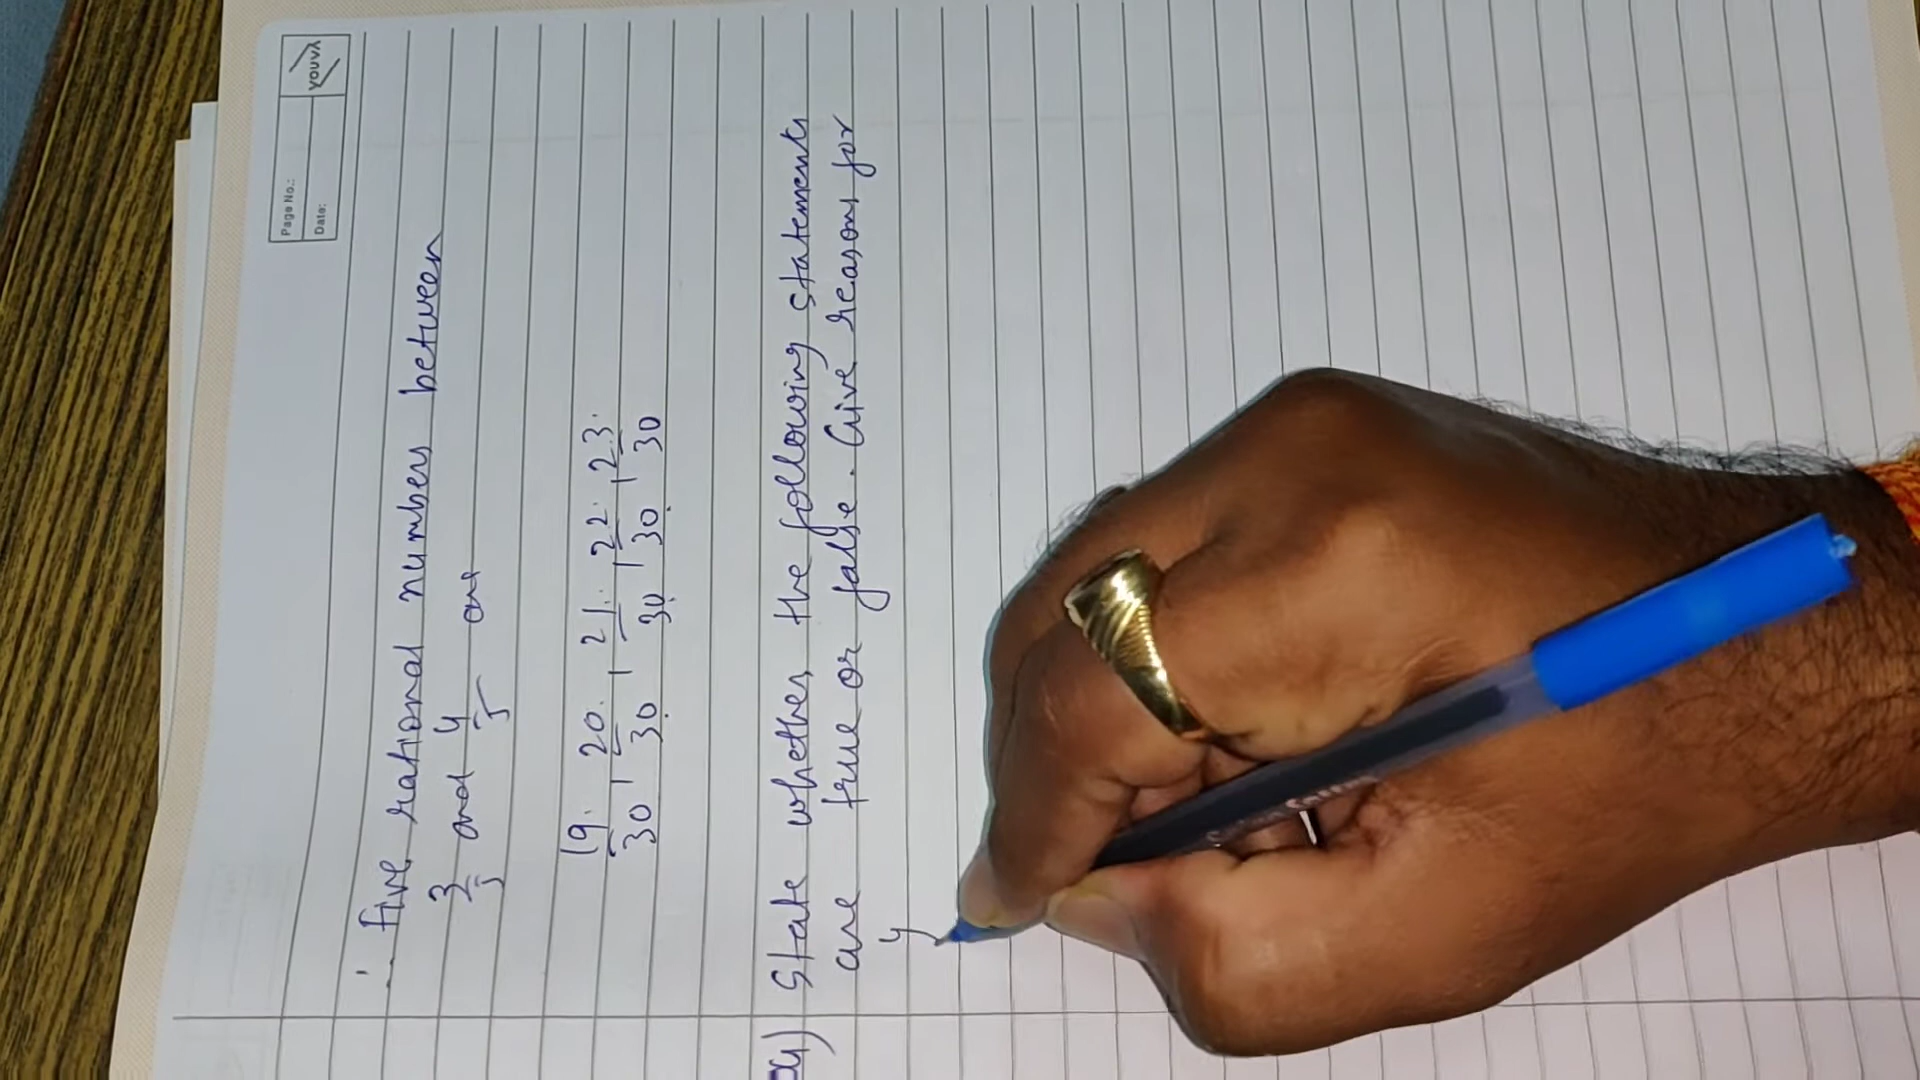 youva
Page No.:
Date:
∴ Five rational numbers between
3/5 and 4/5 are
19/30, 20/30, 21/30, 22/30, 23/30
Q4) State whether the following statements
are true or false. Give reasons for
y